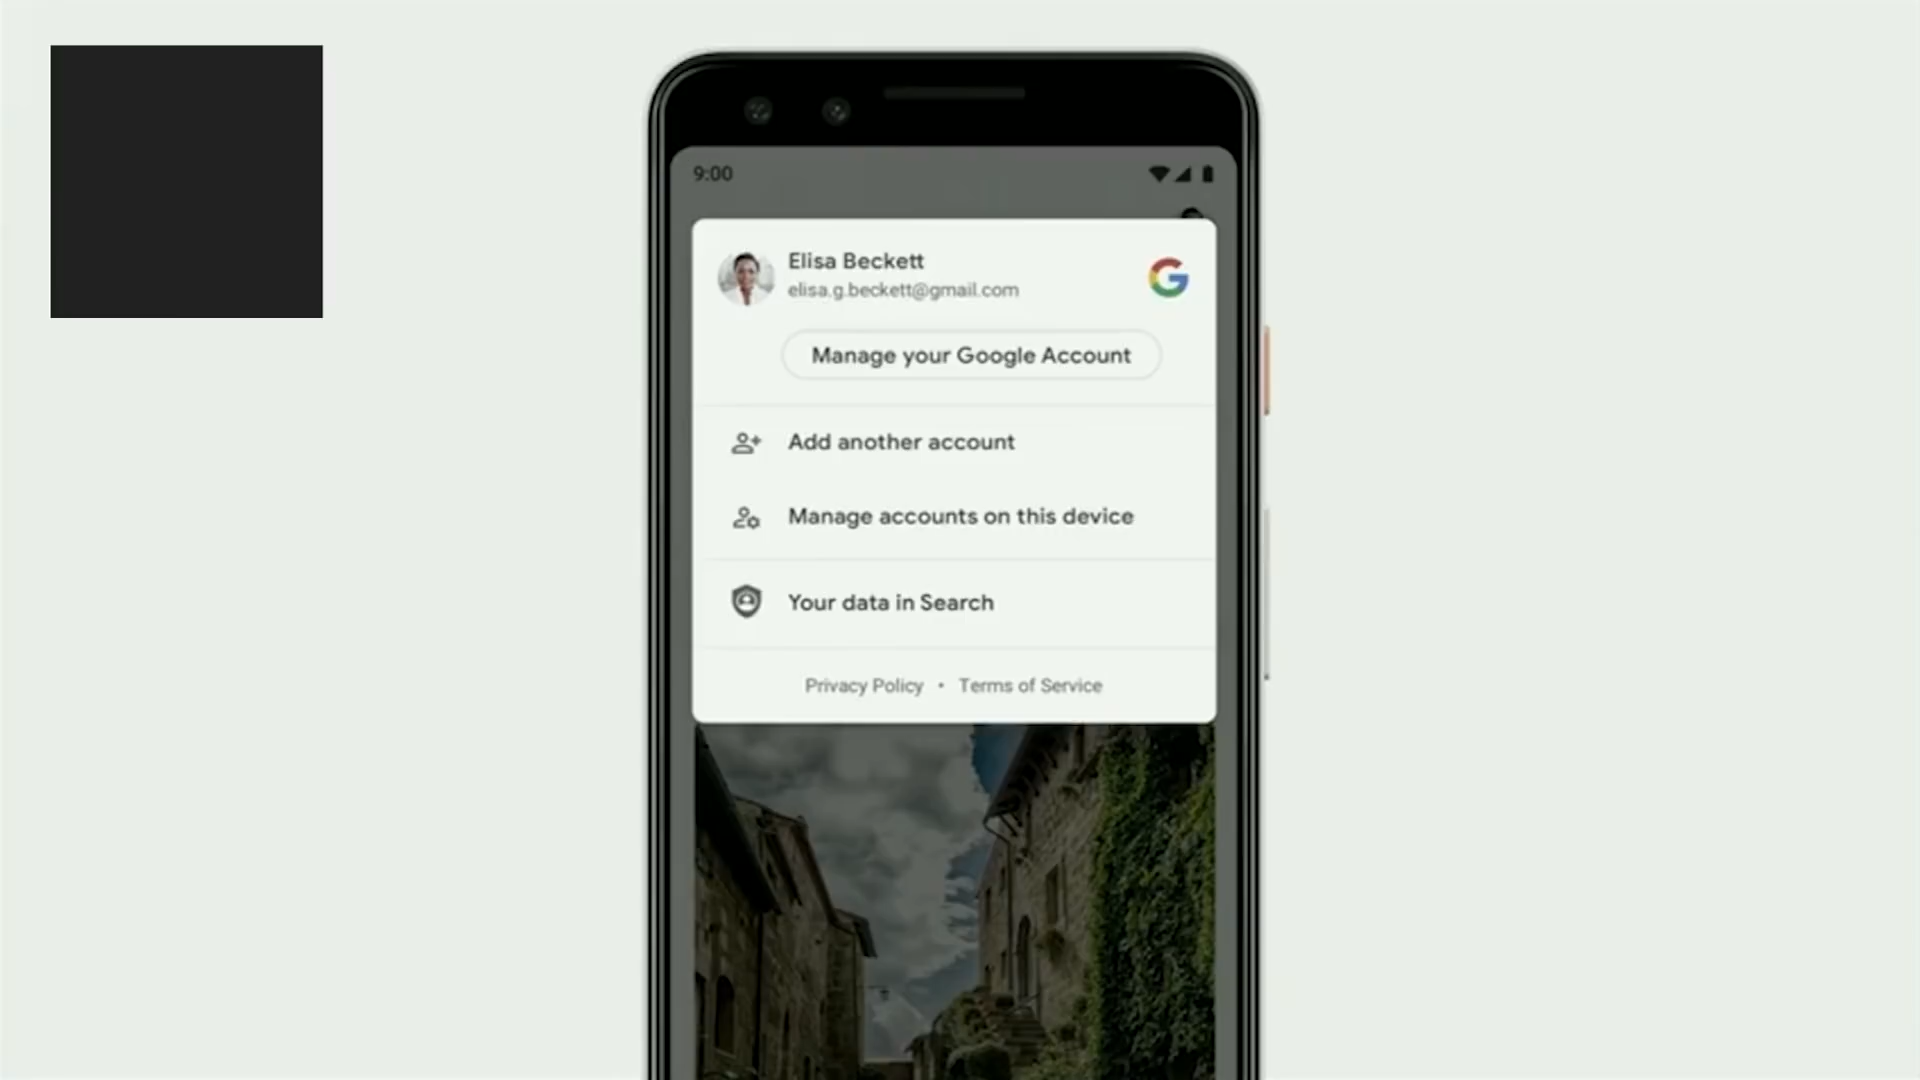 9:00
Elisa Beckett
elisa.g.beckett@gmail.com
Manage your Google Account
Add another account
Manage accounts on this device
Your data in Search
Privacy Policy • Terms of Service